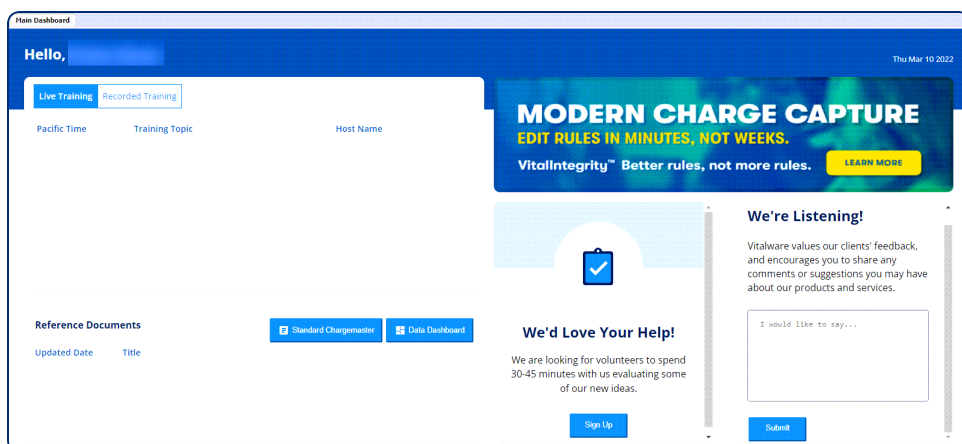 Main Dashboard
Hello,
Thu Mar 10 2022
Live Training Recorded Training
Pacific Time Training Topic Host Name
Reference Documents
Standard Chargemaster Data Dashboard
Updated Date Title
MODERN CHARGE CAPTURE
EDIT RULES IN MINUTES, NOT WEEKS.
VitalIntegrity™ Better rules, not more rules.
LEARN MORE
We'd Love Your Help!
We are looking for volunteers to spend
30-45 minutes with us evaluating some
of our new ideas.
Sign Up
We're Listening!
Vitalware values our clients' feedback,
and encourages you to share any
comments or suggestions you may have
about our products and services.
I would like to say...
Submit